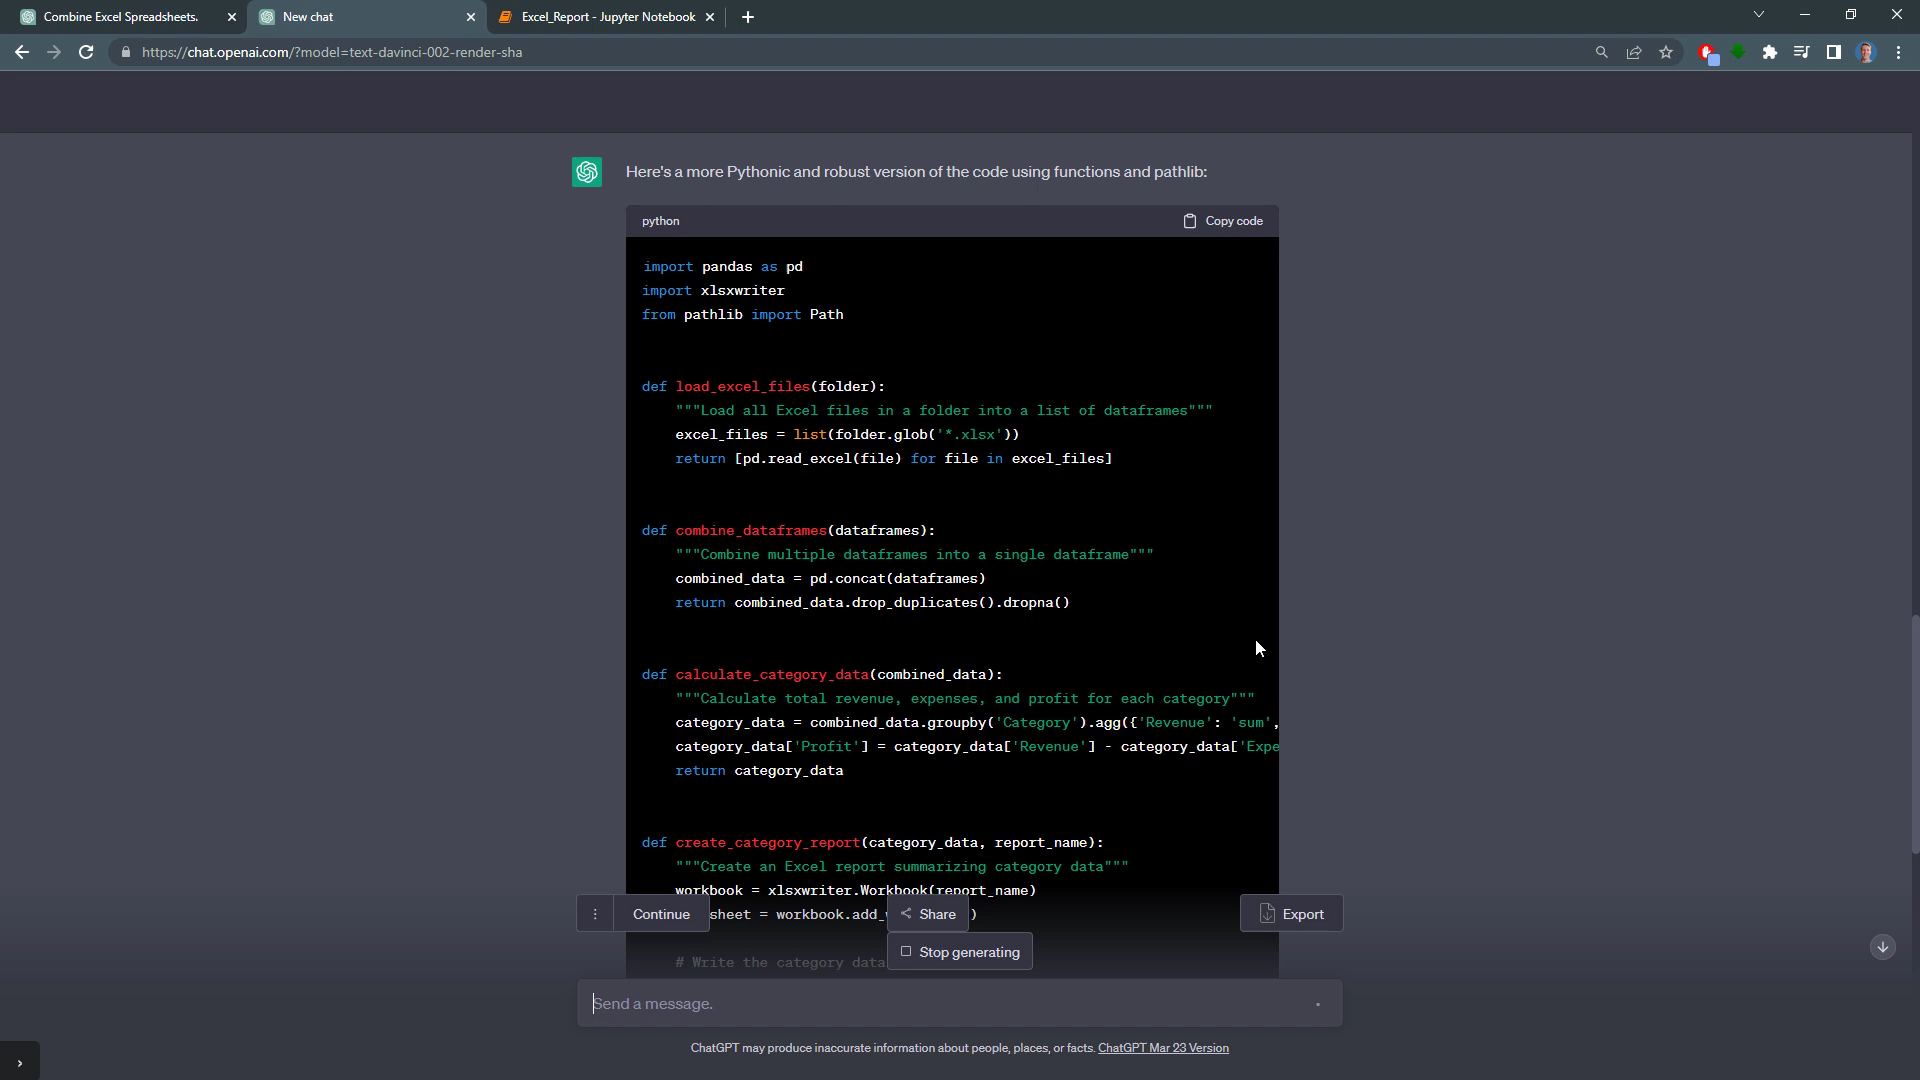 Combine Excel Spreadsheets.
New chat
Excel_Report - Jupyter Notebook
https://chat.openai.com/?model=text-davinci-002-render-sha
Here's a more Pythonic and robust version of the code using functions and pathlib:
python
Copy code
import pandas as pd
import xlsxwriter
from pathlib import Path
def load_excel_files(folder):
"""Load all Excel files in a folder into a list of dataframes"""
excel_files = list(folder.glob('*.xlsx'))
return [pd.read_excel(file) for file in excel_files]
def combine_dataframes(dataframes):
"""Combine multiple dataframes into a single dataframe"""
combined_data = pd.concat(dataframes)
return combined_data.drop_duplicates().dropna()
def calculate_category_data(combined_data):
"""Calculate total revenue, expenses, and profit for each category"""
category_data = combined_data.groupby('Category').agg({'Revenue': 'sum',
category_data['Profit'] = category_data['Revenue'] - category_data['Expe
return category_data
def create_category_report(category_data, report_name):
"""Create an Excel report summarizing category data"""
workbook = xlsxwriter.Workbook(report_name)
Continue
sheet = workbook.add_
Share
)
Export
# Write the category data
Stop generating
Send a message.
ChatGPT may produce inaccurate information about people, places, or facts. ChatGPT Mar 23 Version